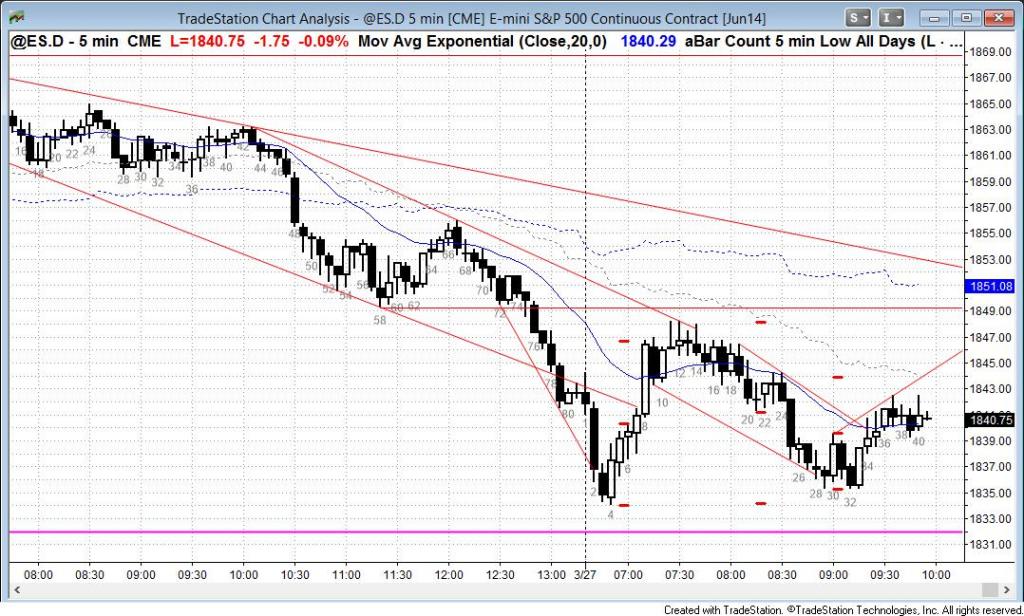 TradeStation Chart Analysis - @ES.D 5 min [CME] E-mini S&P 500 Continuous Contract [Jun14]
S I
@ES.D - 5 min CME L=1840.75 -1.75 -0.09% Mov Avg Exponential (Close,20,0) 1840.29 aBar Count 5 min Low All Days (L · ...
1869.00
1867.00
1865.00
1863.00
1861.00
1859.00
1857.00
1855.00
1853.00
1851.08
1849.00
1847.00
1845.00
1843.00
1840.75
1839.00
1837.00
1835.00
1833.00
1831.00
16 18 20 22 24 26 28 30 32 34 36 38 40 42 44 46
48 50 52 54 56 58 60 62 64 66 68 70 72 74 76 78 80
2 4 6 8 10 12 14 16 18 20 22 24 26 28 30 32 34 36 38 40
08:00 08:30 09:00 09:30 10:00 10:30 11:00 11:30 12:00 12:30 13:00 3/27 07:00 07:30 08:00 08:30 09:00 09:30 10:00
Created with TradeStation. ©TradeStation Technologies, Inc. All rights reserved.